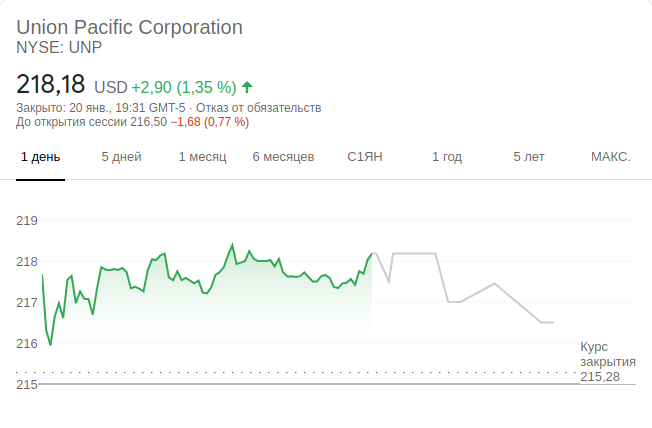 Union Pacific Corporation
NYSE: UNP
218,18 USD +2,90 (1,35 %)
Закрыто: 20 янв., 19:31 GMT-5 · Отказ от обязательств
До открытия сессии 216,50 −1,68 (0,77 %)
1 день 5 дней 1 месяц 6 месяцев С1ЯН 1 год 5 лет МАКС.
219
218
217
216
Курс
закрытия
215,28
215